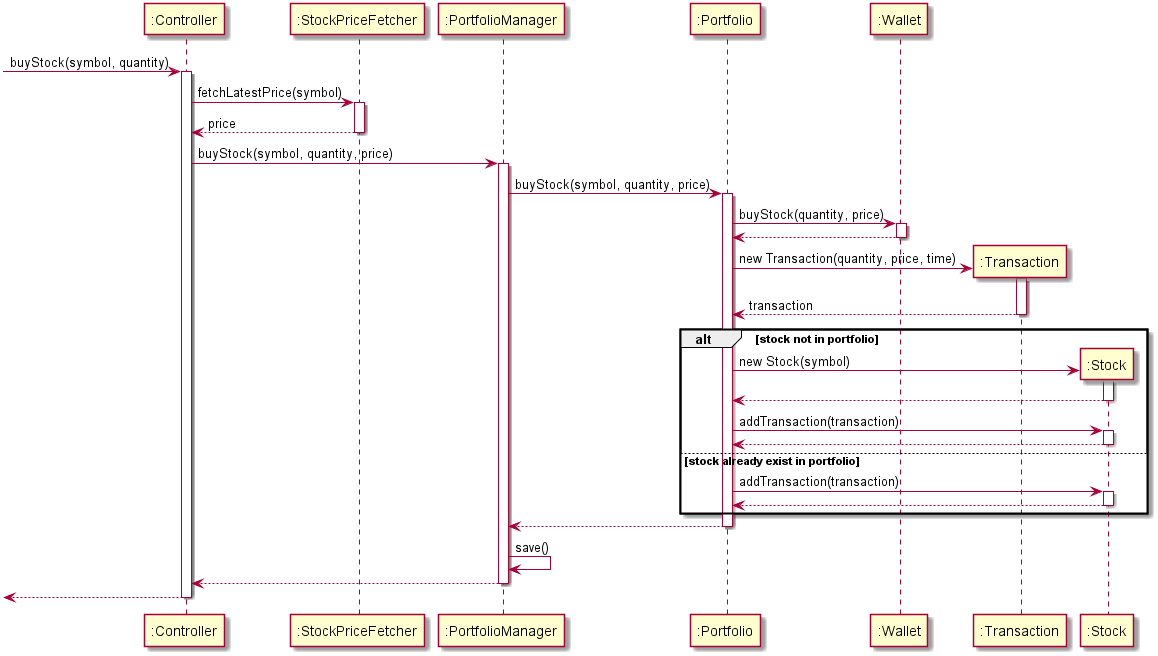 :Controller
:StockPriceFetcher
:PortfolioManager
:Portfolio
:Wallet
buyStock(symbol, quantity)
fetchLatestPrice(symbol)
price
buyStock(symbol, quantity, price)
buyStock(symbol, quantity, price)
buyStock(quantity, price)
new Transaction(quantity, price, time)
:Transaction
transaction
alt
[stock not in portfolio]
new Stock(symbol)
:Stock
addTransaction(transaction)
[stock already exist in portfolio]
addTransaction(transaction)
save()
:Controller
:StockPriceFetcher
:PortfolioManager
:Portfolio
:Wallet
:Transaction
:Stock